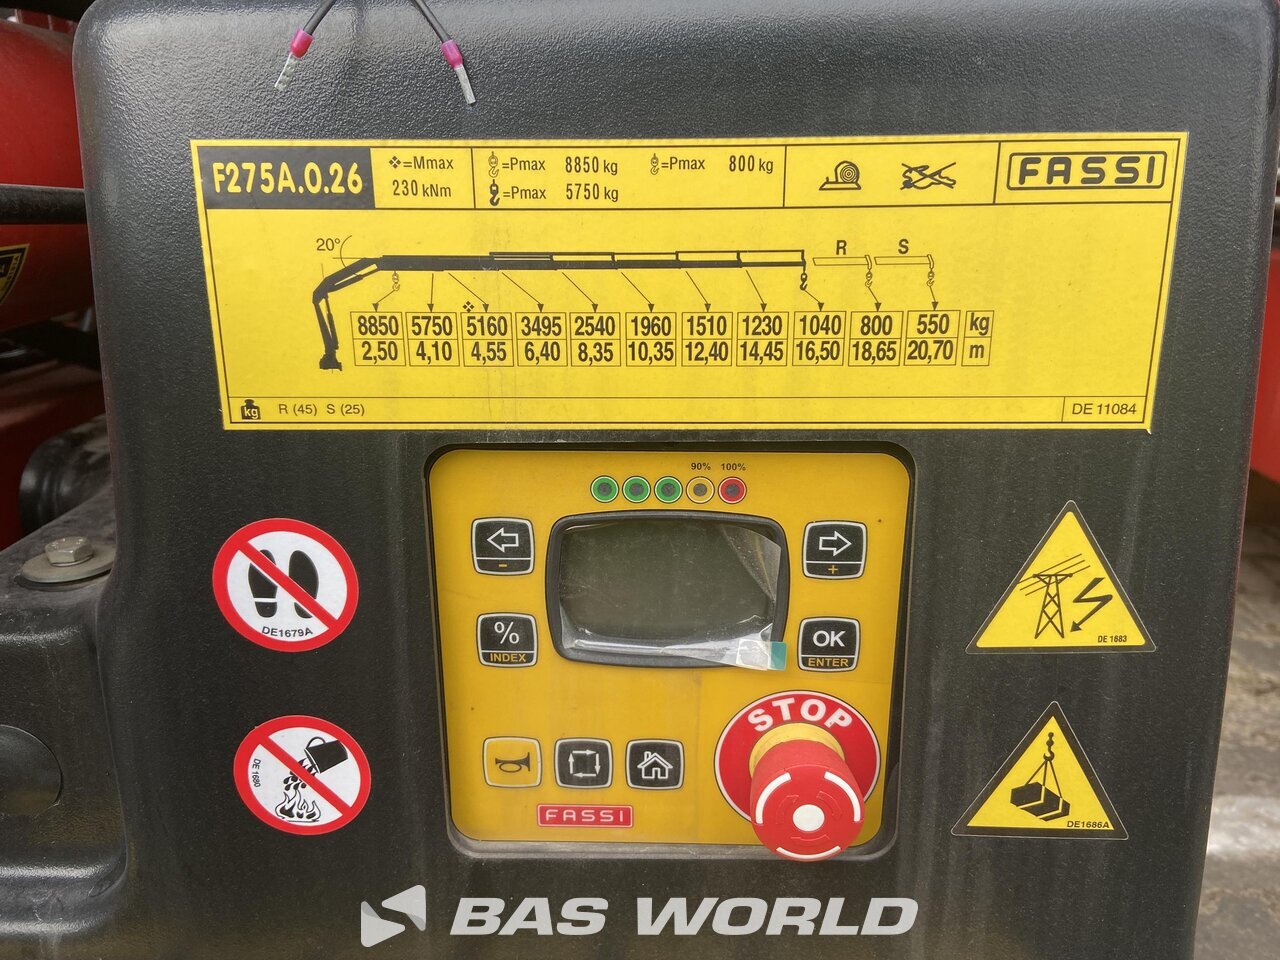 F275A.0.26
❖=Mmax
230 kNm
=Pmax 8850 kg
=Pmax 5750 kg
=Pmax 800 kg
FASSI
20°
R S
8850 5750 ❖ 5160 3495 2540 1960 1510 1230 1040 800 550 kg
2,50 4,10 4,55 6,40 8,35 10,35 12,40 14,45 16,50 18,65 20,70 m
kg R (45) S (25)
DE 11084
90% 100%
-
+
%
INDEX
OK
ENTER
STOP
FASSI
DE1679A
DE 1680
DE 1683
DE1686A
BAS WORLD